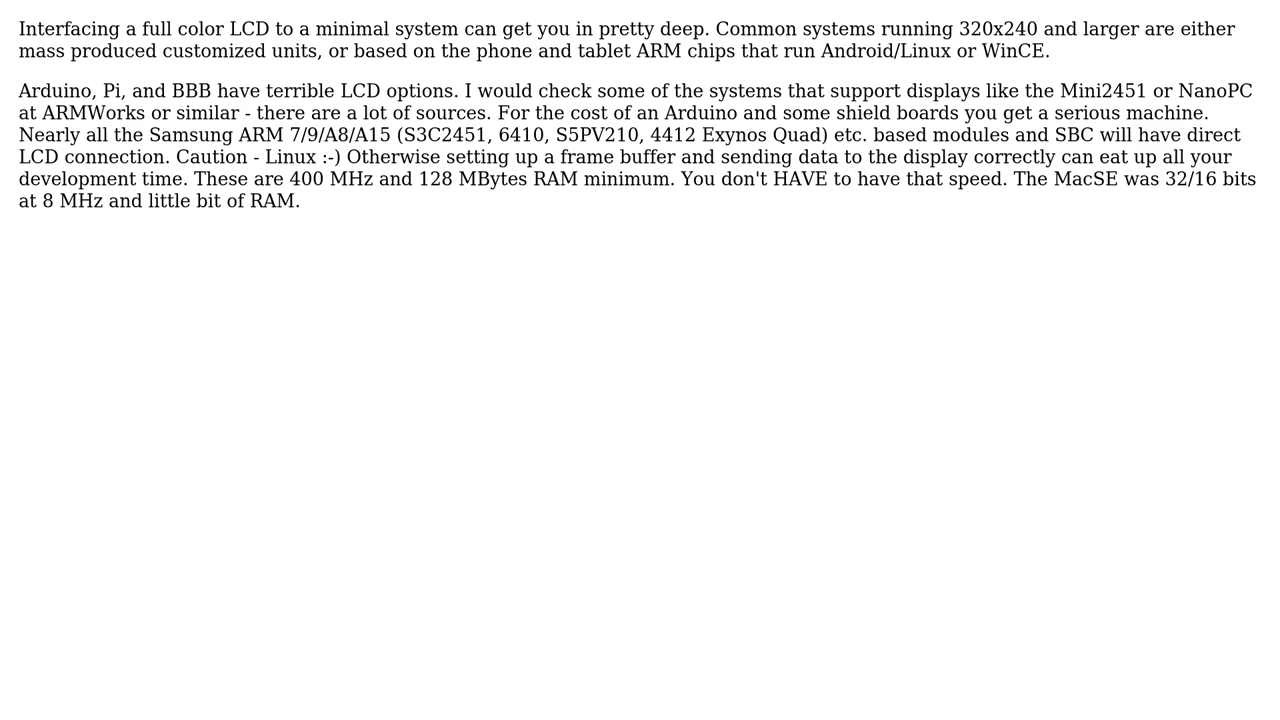 Interfacing a full color LCD to a minimal system can get you in pretty deep. Common systems running 320x240 and larger are either
mass produced customized units, or based on the phone and tablet ARM chips that run Android/Linux or WinCE.
Arduino, Pi, and BBB have terrible LCD options. I would check some of the systems that support displays like the Mini2451 or NanoPC
at ARMWorks or similar - there are a lot of sources. For the cost of an Arduino and some shield boards you get a serious machine.
Nearly all the Samsung ARM 7/9/A8/A15 (S3C2451, 6410, S5PV210, 4412 Exynos Quad) etc. based modules and SBC will have direct
LCD connection. Caution - Linux :-) Otherwise setting up a frame buffer and sending data to the display correctly can eat up all your
development time. These are 400 MHz and 128 MBytes RAM minimum. You don't HAVE to have that speed. The MacSE was 32/16 bits
at 8 MHz and little bit of RAM.